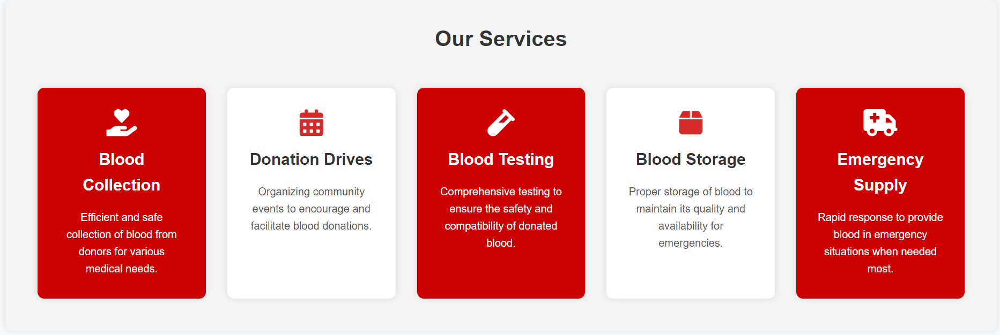 Our Services
Blood
Collection
Efficient and safe
collection of blood from
donors for various
medical needs.
Donation Drives
Organizing community
events to encourage and
facilitate blood donations.
Blood Testing
Comprehensive testing to
ensure the safety and
compatibility of donated
blood.
Blood Storage
Proper storage of blood to
maintain its quality and
availability for
emergencies.
Emergency
Supply
Rapid response to provide
blood in emergency
situations when needed
most.